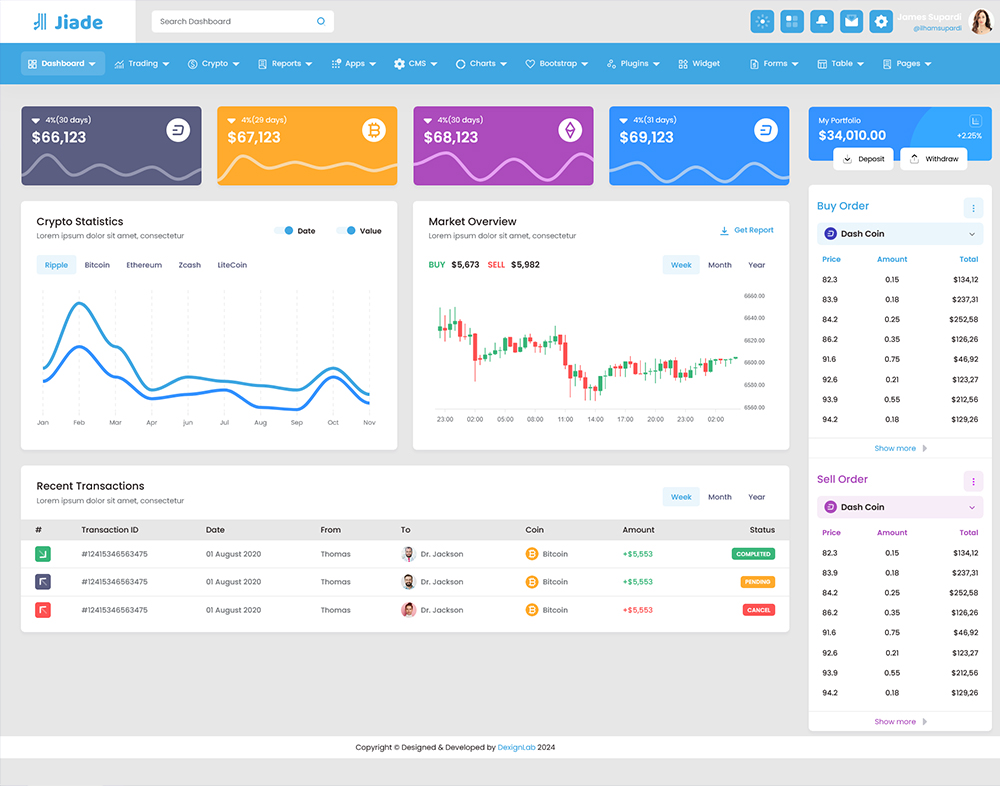 Jiade
Search Dashboard
James Supardi
@ilhamsupardi
Dashboard Trading Crypto Reports Apps CMS Charts Bootstrap Plugins Widget Forms Table Pages
4%(30 days)
$66,123
4%(29 days)
$67,123
4%(30 days)
$68,123
4%(31 days)
$69,123
My Portfolio
$34,010.00
+2.25%
Deposit
Withdraw
Crypto Statistics
Lorem ipsum dolor sit amet, consectetur
Date Value
Ripple Bitcoin Ethereum Zcash LiteCoin
Jan Feb Mar Apr jun Jul Aug Sep Oct Nov
Market Overview
Lorem ipsum dolor sit amet, consectetur
Get Report
BUY $5,673 SELL $5,982
Week Month Year
6660.00
6640.00
6620.00
6600.00
6580.00
6560.00
23:00 02:00 05:00 08:00 11:00 14:00 17:00 20:00 23:00 02:00
Buy Order
Dash Coin
Price Amount Total
82.3 0.15 $134,12
83.9 0.18 $237,31
84.2 0.25 $252,58
86.2 0.35 $126,26
91.6 0.75 $46,92
92.6 0.21 $123,27
93.9 0.55 $212,56
94.2 0.18 $129,26
Show more
Sell Order
Dash Coin
Price Amount Total
82.3 0.15 $134,12
83.9 0.18 $237,31
84.2 0.25 $252,58
86.2 0.35 $126,26
91.6 0.75 $46,92
92.6 0.21 $123,27
93.9 0.55 $212,56
94.2 0.18 $129,26
Show more
Recent Transactions
Lorem ipsum dolor sit amet, consectetur
Week Month Year
# Transaction ID Date From To Coin Amount Status
#12415346563475 01 August 2020 Thomas Dr. Jackson Bitcoin +$5,553 COMPLETED
#12415346563475 01 August 2020 Thomas Dr. Jackson Bitcoin +$5,553 PENDING
#12415346563475 01 August 2020 Thomas Dr. Jackson Bitcoin +$5,553 CANCEL
Copyright © Designed & Developed by DexignLab 2024